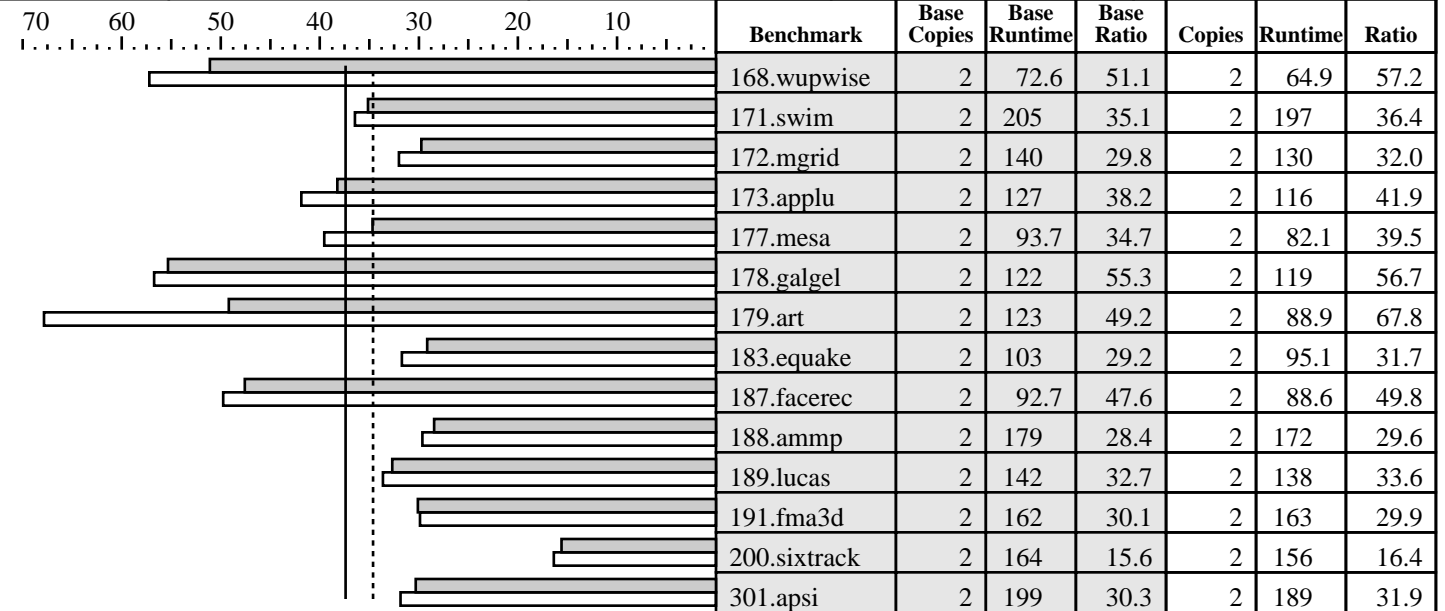 70 60 50 40 30 20 10
Benchmark Base Copies Base Runtime Base Ratio Copies Runtime Ratio
168.wupwise 2 72.6 51.1 2 64.9 57.2
171.swim 2 205 35.1 2 197 36.4
172.mgrid 2 140 29.8 2 130 32.0
173.applu 2 127 38.2 2 116 41.9
177.mesa 2 93.7 34.7 2 82.1 39.5
178.galgel 2 122 55.3 2 119 56.7
179.art 2 123 49.2 2 88.9 67.8
183.equake 2 103 29.2 2 95.1 31.7
187.facerec 2 92.7 47.6 2 88.6 49.8
188.ammp 2 179 28.4 2 172 29.6
189.lucas 2 142 32.7 2 138 33.6
191.fma3d 2 162 30.1 2 163 29.9
200.sixtrack 2 164 15.6 2 156 16.4
301.apsi 2 199 30.3 2 189 31.9